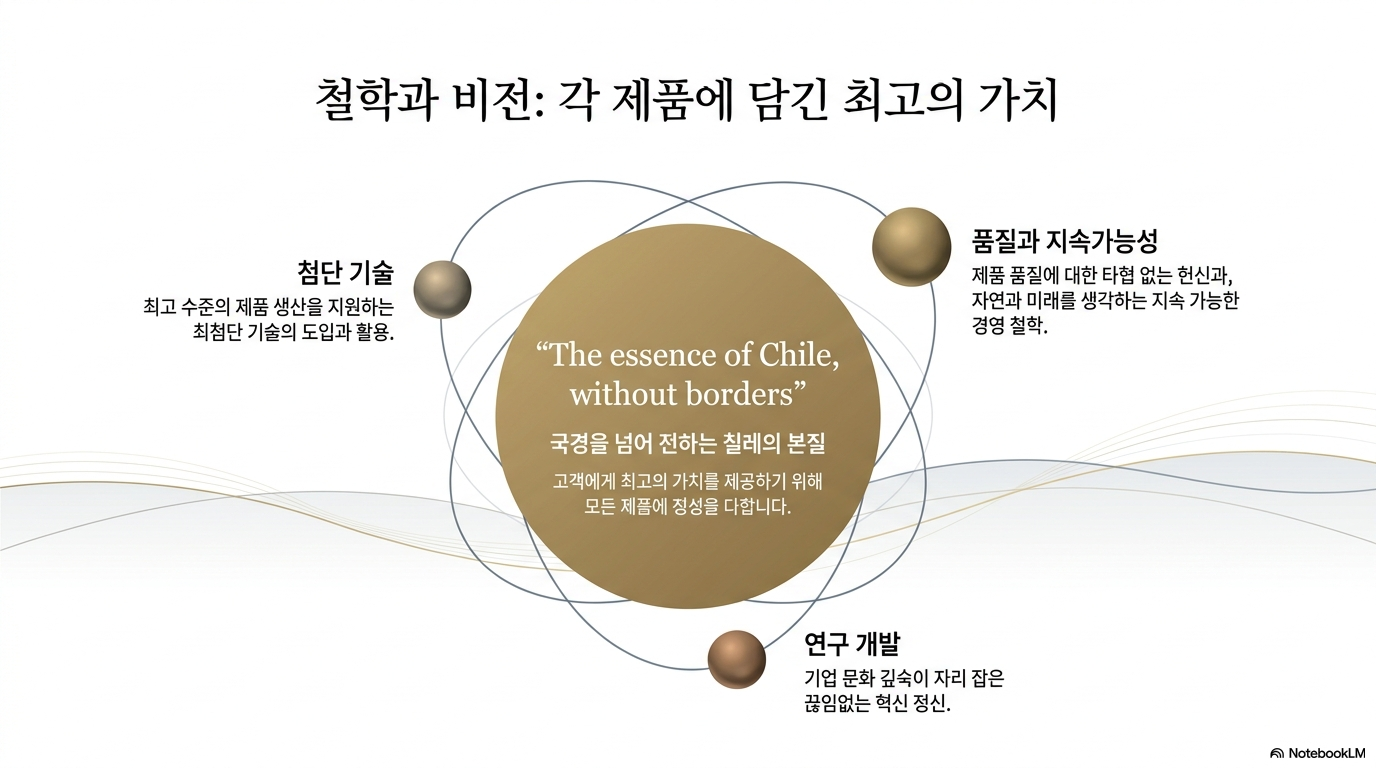 철학과 비전: 각 제품에 담긴 최고의 가치
첨단 기술
최고 수준의 제품 생산을 지원하는
최첨단 기술의 도입과 활용.
품질과 지속가능성
제품 품질에 대한 타협 없는 헌신과,
자연과 미래를 생각하는 지속 가능한
경영 철학.
“The essence of Chile,
without borders”
국경을 넘어 전하는 칠레의 본질
고객에게 최고의 가치를 제공하기 위해
모든 제품에 정성을 다합니다.
연구 개발
기업 문화 깊숙이 자리 잡은
끊임없는 혁신 정신.
NotebookLM